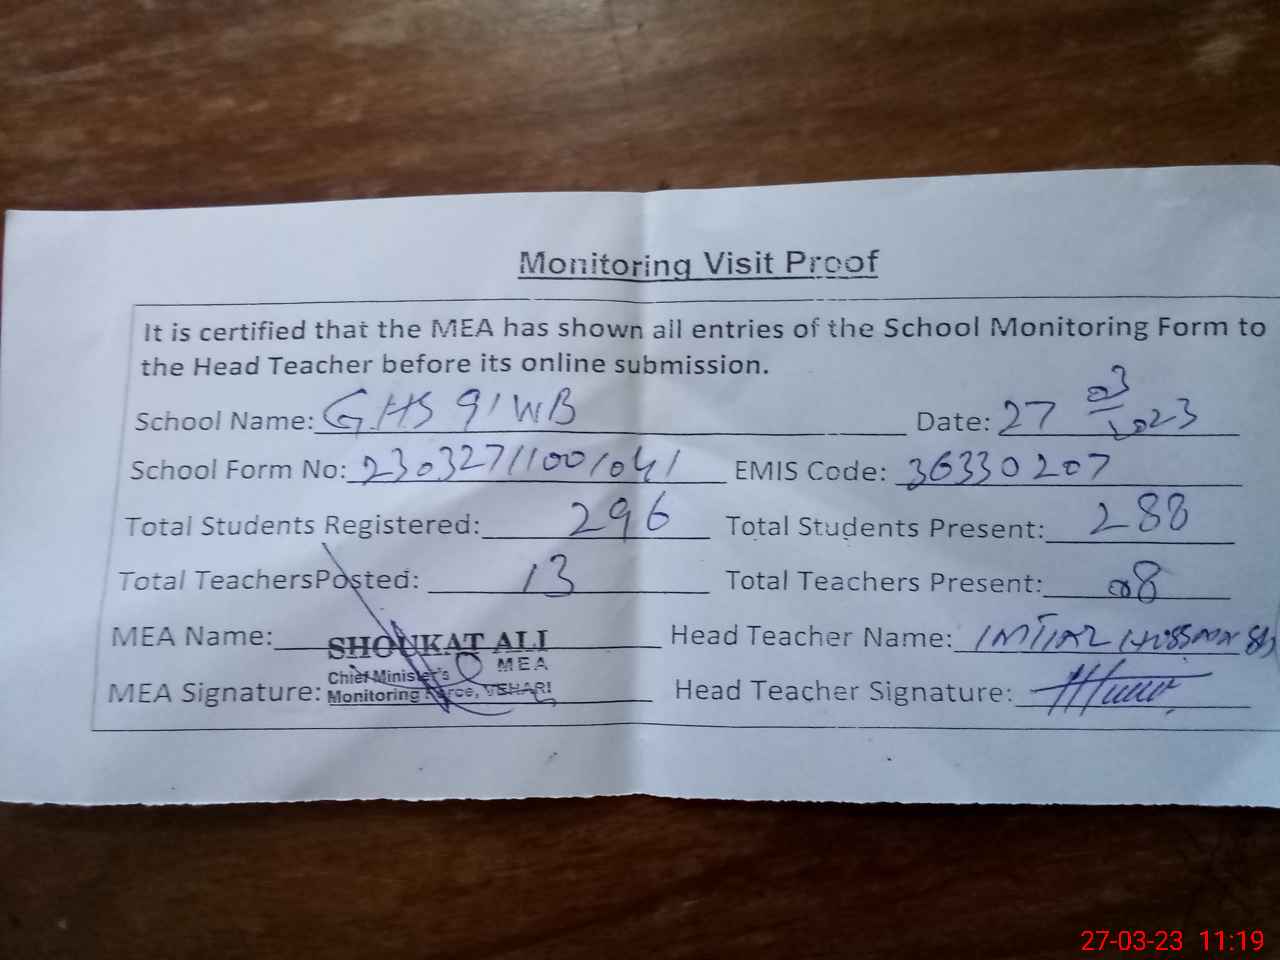 Monitoring Visit Proof
It is certified that the MEA has shown all entries of the School Monitoring Form to
the Head Teacher before its online submission.
School Name: GHS 91 WB Date: 27 03 2023
School Form No: 23032711001041 EMIS Code: 36330207
Total Students Registered: 296 Total Students Present: 288
Total TeachersPosted: 13 Total Teachers Present: 08
MEA Name: SHOUKAT ALI Head Teacher Name: IMTIAZ HUSSAIN
MEA
Chief Minister's
MEA Signature: Monitoring Force, VEHARI Head Teacher Signature:
27-03-23 11:19